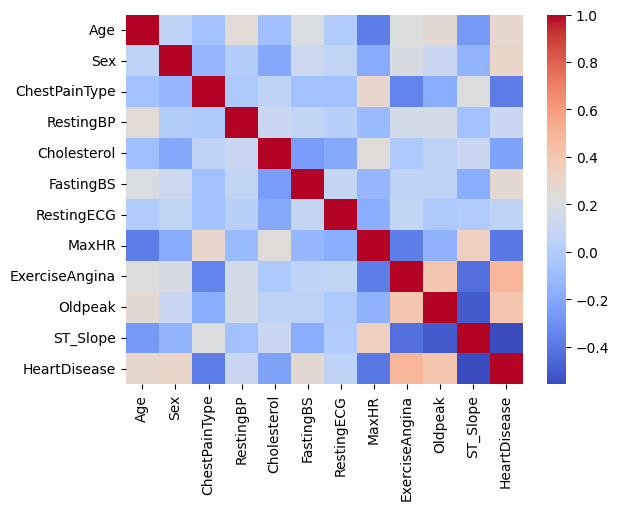 Age
Sex
ChestPainType
RestingBP
Cholesterol
FastingBS
RestingECG
MaxHR
ExerciseAngina
Oldpeak
ST_Slope
HeartDisease
Age
Sex
ChestPainType
RestingBP
Cholesterol
FastingBS
RestingECG
MaxHR
ExerciseAngina
Oldpeak
ST_Slope
HeartDisease
1.0
0.8
0.6
0.4
0.2
0.0
−0.2
−0.4